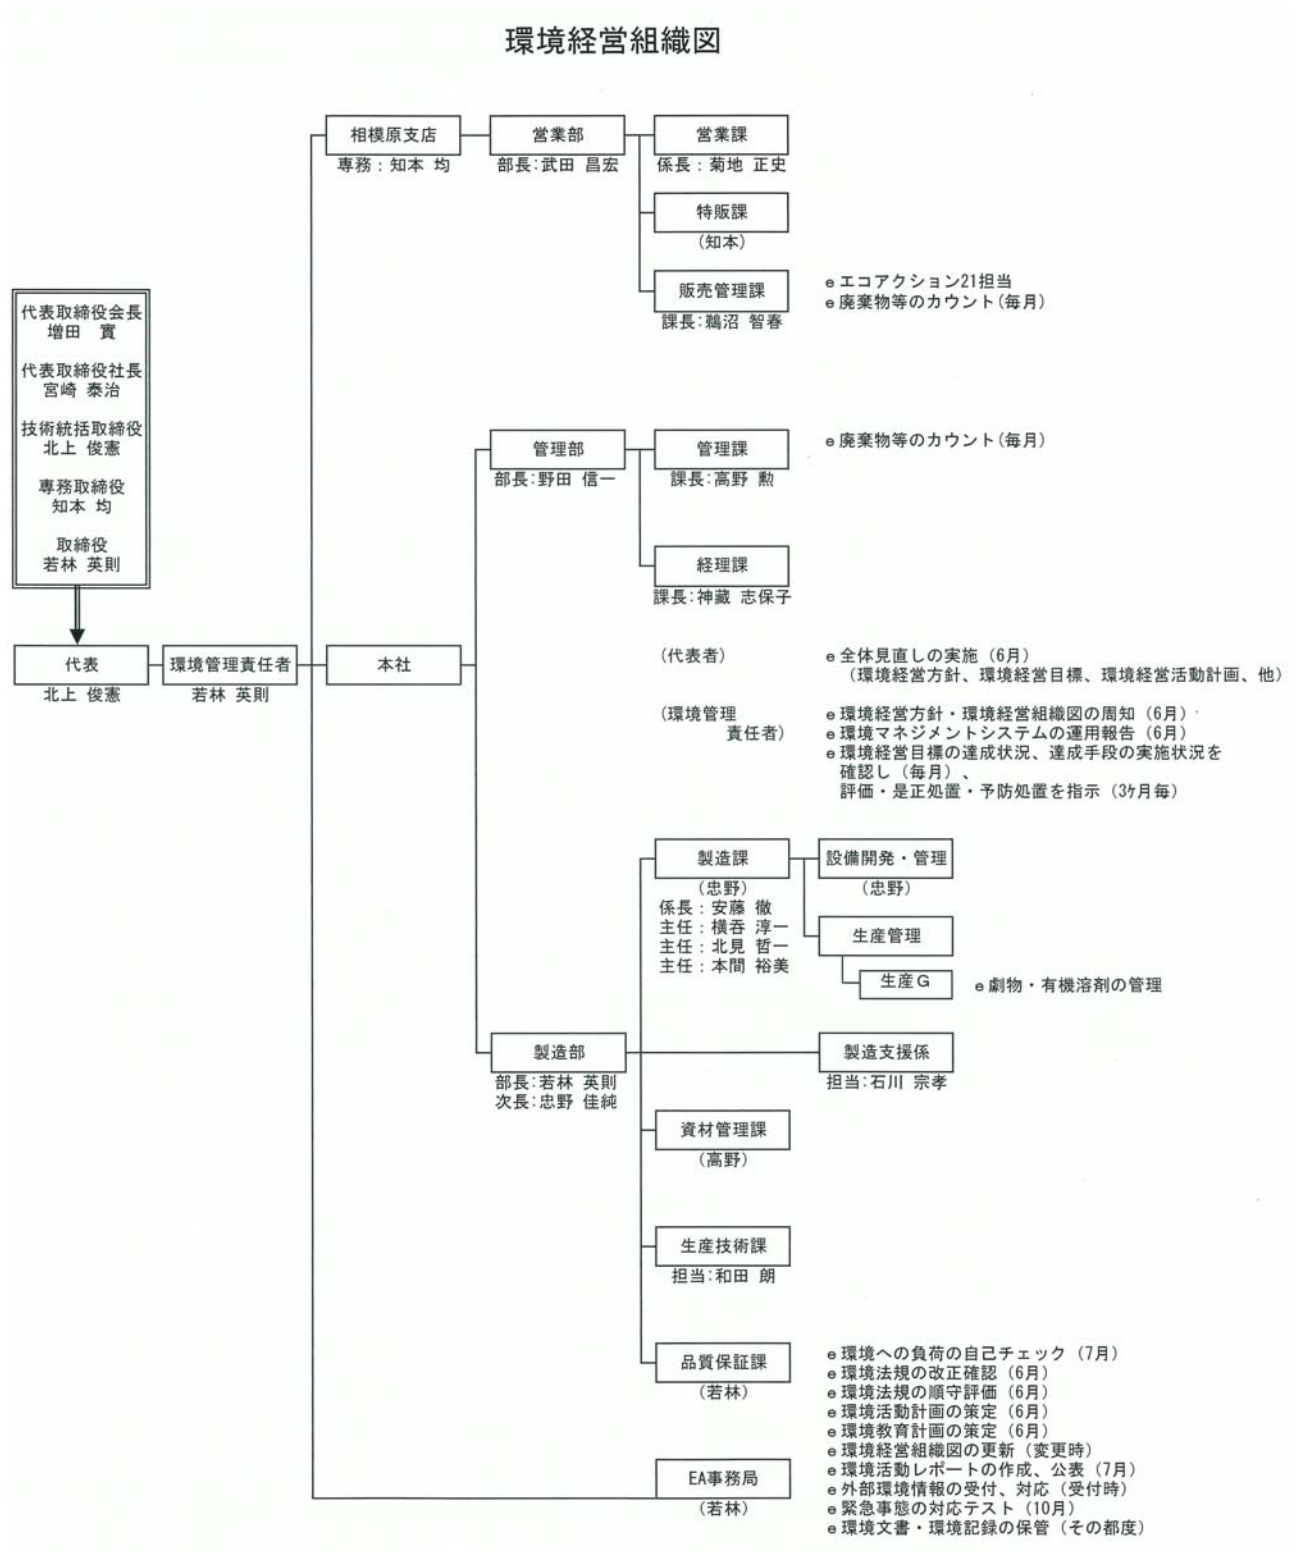 環境経営組織図
相模原支店
専務：知本 均
営業部
部長：武田 昌宏
営業課
係長：菊地 正史
特販課
(知本)
販売管理課
課長：鵜沼 智春
e エコアクション21担当
e 廃棄物等のカウント(毎月)
代表取締役会長
増田 實
代表取締役社長
宮崎 泰治
技術統括取締役
北上 俊憲
専務取締役
知本 均
取締役
若林 英則
管理部
部長：野田 信一
管理課
課長：高野 勲
e 廃棄物等のカウント(毎月)
経理課
課長：神藏 志保子
代表
北上 俊憲
環境管理責任者
若林 英則
本社
(代表者)
e 全体見直しの実施（6月）
（環境経営方針、環境経営目標、環境経営活動計画、他）
(環境管理
責任者)
e 環境経営方針・環境経営組織図の周知（6月）
e 環境マネジメントシステムの運用報告（6月）
e 環境経営目標の達成状況、達成手段の実施状況を
確認し（毎月）、
評価・是正処置・予防処置を指示（3ケ月毎）
製造課
(忠野)
係長：安藤 徹
主任：横呑 淳一
主任：北見 哲一
主任：本間 裕美
設備開発・管理
(忠野)
生産管理
生産G
e 劇物・有機溶剤の管理
製造部
部長：若林 英則
次長：忠野 佳純
製造支援係
担当：石川 宗孝
資材管理課
(高野)
生産技術課
担当：和田 朗
品質保証課
(若林)
EA事務局
(若林)
e 環境への負荷の自己チェック（7月）
e 環境法規の改正確認（6月）
e 環境法規の順守評価（6月）
e 環境活動計画の策定（6月）
e 環境教育計画の策定（6月）
e 環境経営組織図の更新（変更時）
e 環境活動レポートの作成、公表（7月）
e 外部環境情報の受付、対応（受付時）
e 緊急事態の対応テスト（10月）
e 環境文書・環境記録の保管（その都度）